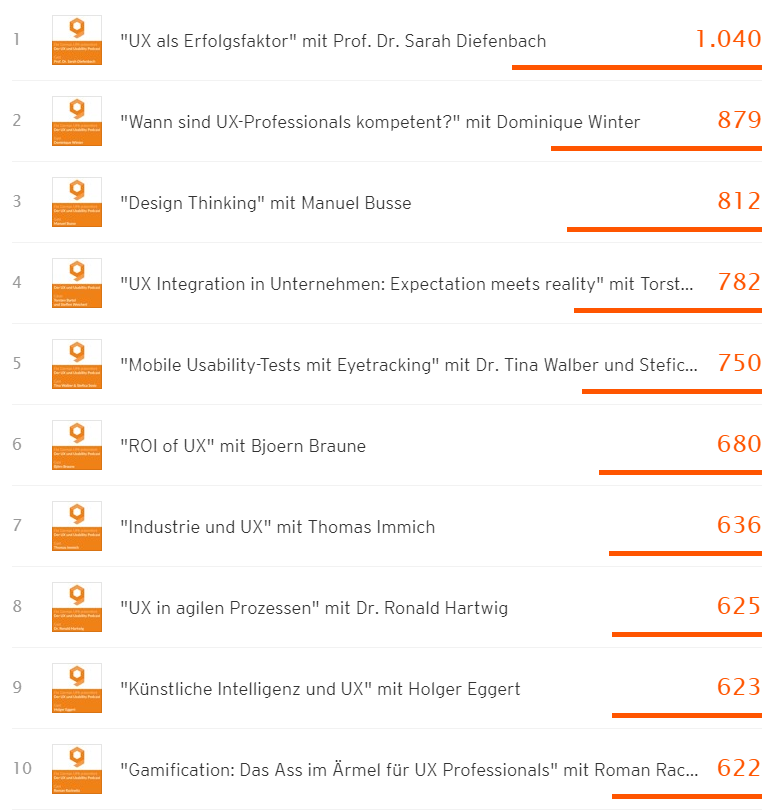 1
"UX als Erfolgsfaktor" mit Prof. Dr. Sarah Diefenbach
1.040
2
"Wann sind UX-Professionals kompetent?" mit Dominique Winter
879
3
"Design Thinking" mit Manuel Busse
812
4
"UX Integration in Unternehmen: Expectation meets reality" mit Torst...
782
5
"Mobile Usability-Tests mit Eyetracking" mit Dr. Tina Walber und Stefic...
750
6
"ROI of UX" mit Bjoern Braune
680
7
"Industrie und UX" mit Thomas Immich
636
8
"UX in agilen Prozessen" mit Dr. Ronald Hartwig
625
9
"Künstliche Intelligenz und UX" mit Holger Eggert
623
10
"Gamification: Das Ass im Ärmel für UX Professionals" mit Roman Rac...
622